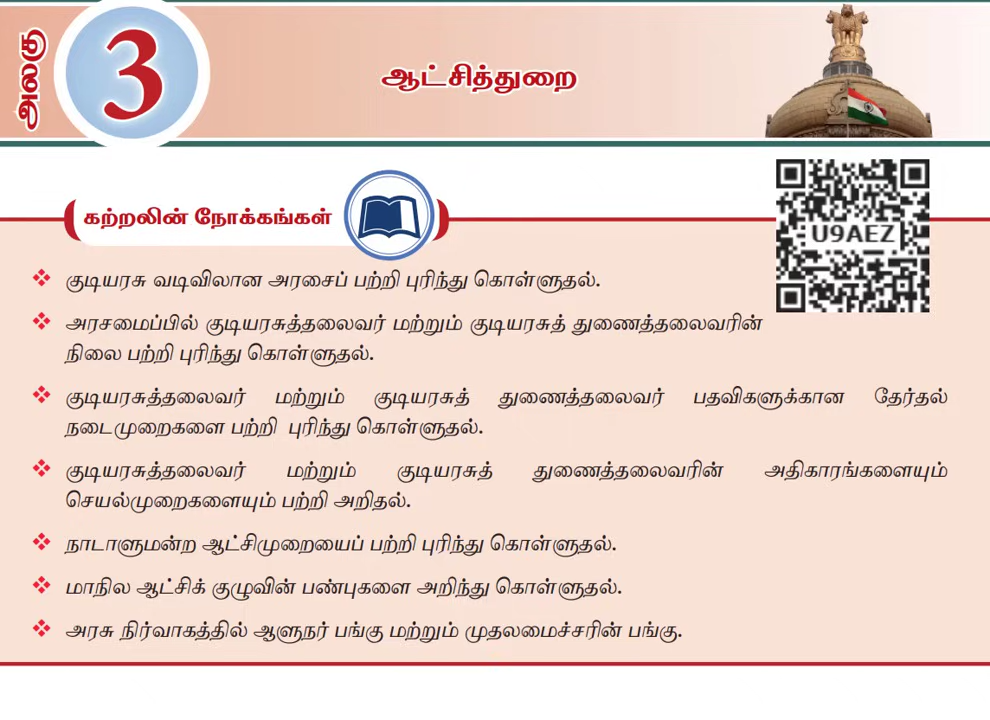 அலகு
3
ஆட்சித்துறை
கற்றலின் நோக்கங்கள்
U9AEZ
❖ குடியரசு வடிவிலான அரசைப் பற்றி புரிந்து கொள்ளுதல்.
❖ அரசமைப்பில் குடியரசுத்தலைவர் மற்றும் குடியரசுத் துணைத்தலைவரின்
நிலை பற்றி புரிந்து கொள்ளுதல்.
❖ குடியரசுத்தலைவர் மற்றும் குடியரசுத் துணைத்தலைவர் பதவிகளுக்கான தேர்தல்
நடைமுறைகளை பற்றி புரிந்து கொள்ளுதல்.
❖ குடியரசுத்தலைவர் மற்றும் குடியரசுத் துணைத்தலைவரின் அதிகாரங்களையும்
செயல்முறைகளையும் பற்றி அறிதல்.
❖ நாடாளுமன்ற ஆட்சிமுறையைப் பற்றி புரிந்து கொள்ளுதல்.
❖ மாநில ஆட்சிக் குழுவின் பண்புகளை அறிந்து கொள்ளுதல்.
❖ அரசு நிர்வாகத்தில் ஆளுநர் பங்கு மற்றும் முதலமைச்சரின் பங்கு.